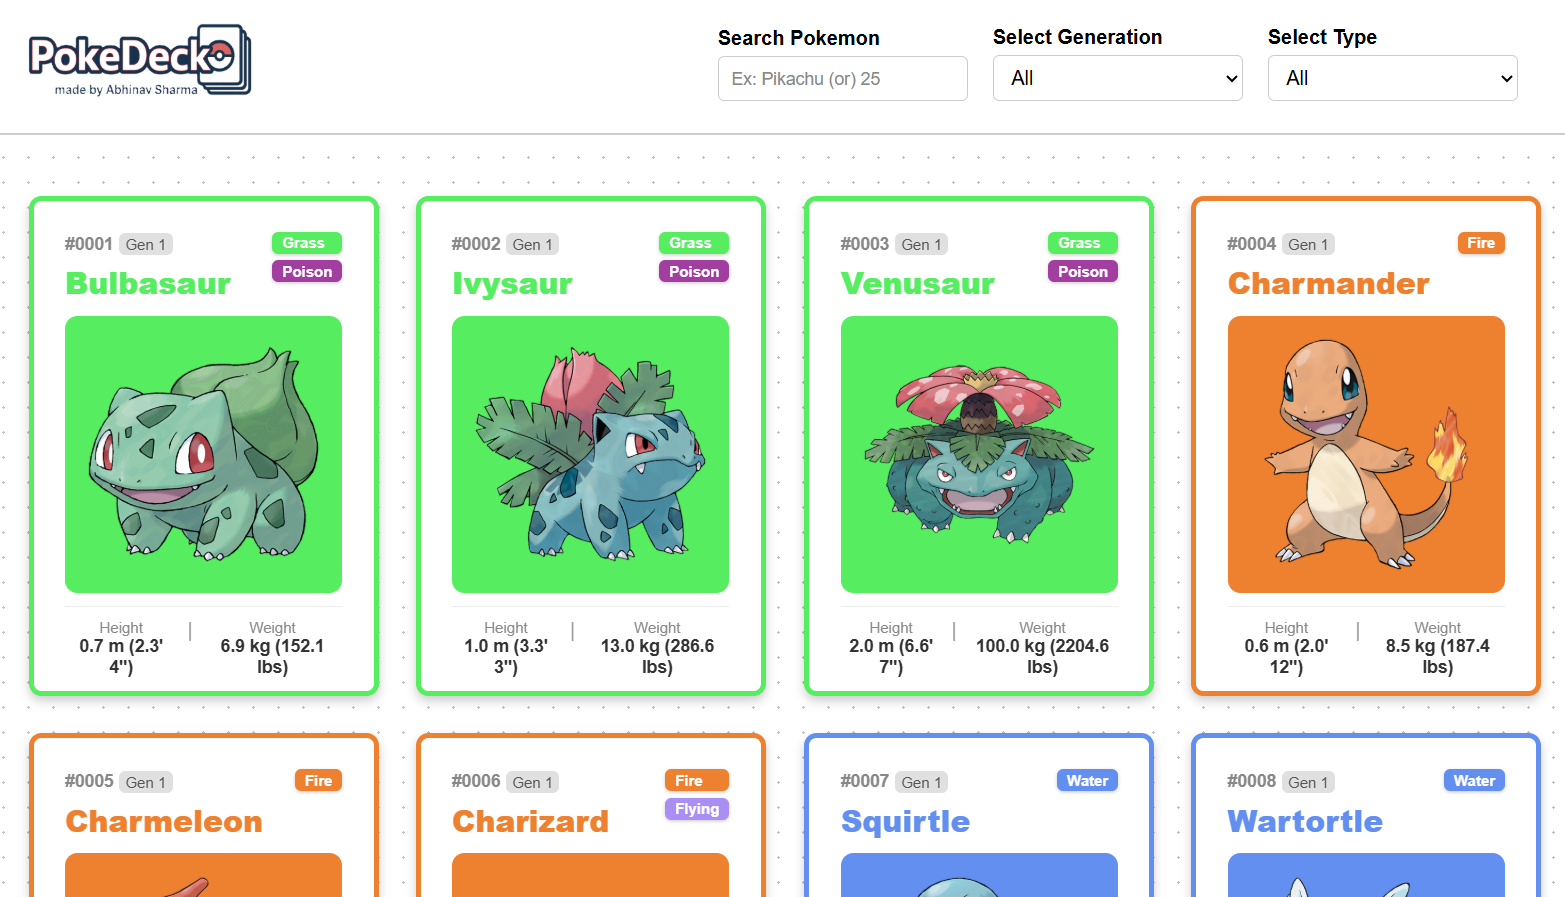 PokeDeck
made by Abhinav Sharma
Search Pokemon
Ex: Pikachu (or) 25
Select Generation
All
Select Type
All
#0001 Gen 1
Grass
Poison
Bulbasaur
Height
0.7 m (2.3'
4")
|
Weight
6.9 kg (152.1
lbs)
#0002 Gen 1
Grass
Poison
Ivysaur
Height
1.0 m (3.3'
3")
|
Weight
13.0 kg (286.6
lbs)
#0003 Gen 1
Grass
Poison
Venusaur
Height
2.0 m (6.6'
7")
|
Weight
100.0 kg (2204.6
lbs)
#0004 Gen 1
Fire
Charmander
Height
0.6 m (2.0'
12")
|
Weight
8.5 kg (187.4
lbs)
#0005 Gen 1
Fire
Charmeleon
#0006 Gen 1
Fire
Flying
Charizard
#0007 Gen 1
Water
Squirtle
#0008 Gen 1
Water
Wartortle